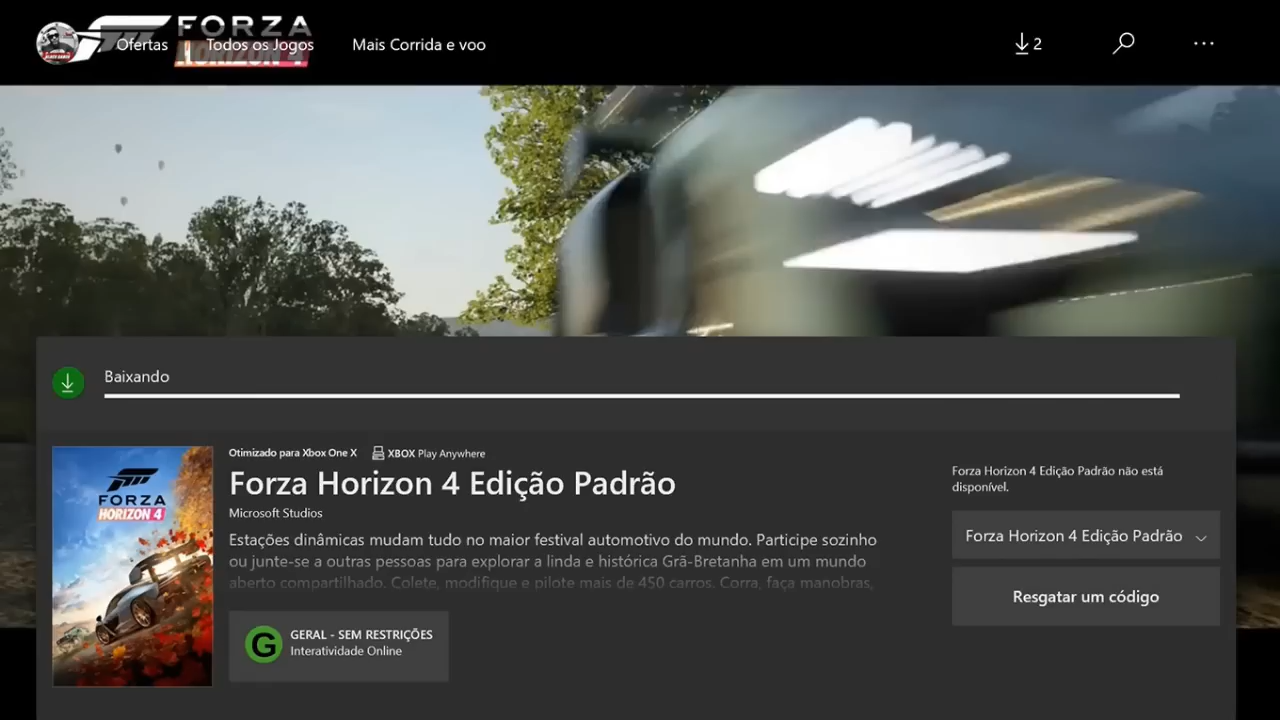 FORZA
HORIZON 4
Ofertas
Todos os Jogos
Mais Corrida e voo
2
Baixando
FORZA
HORIZON 4
Otimizado para Xbox One X
XBOX Play Anywhere
Forza Horizon 4 Edição Padrão
Microsoft Studios
Estações dinâmicas mudam tudo no maior festival automotivo do mundo. Participe sozinho
ou junte-se a outras pessoas para explorar a linda e histórica Grã-Bretanha em um mundo
aberto compartilhado. Colete, modifique e pilote mais de 450 carros. Corra, faça manobras,
G
GERAL - SEM RESTRIÇÕES
Interatividade Online
Forza Horizon 4 Edição Padrão não está
disponível.
Forza Horizon 4 Edição Padrão
Resgatar um código